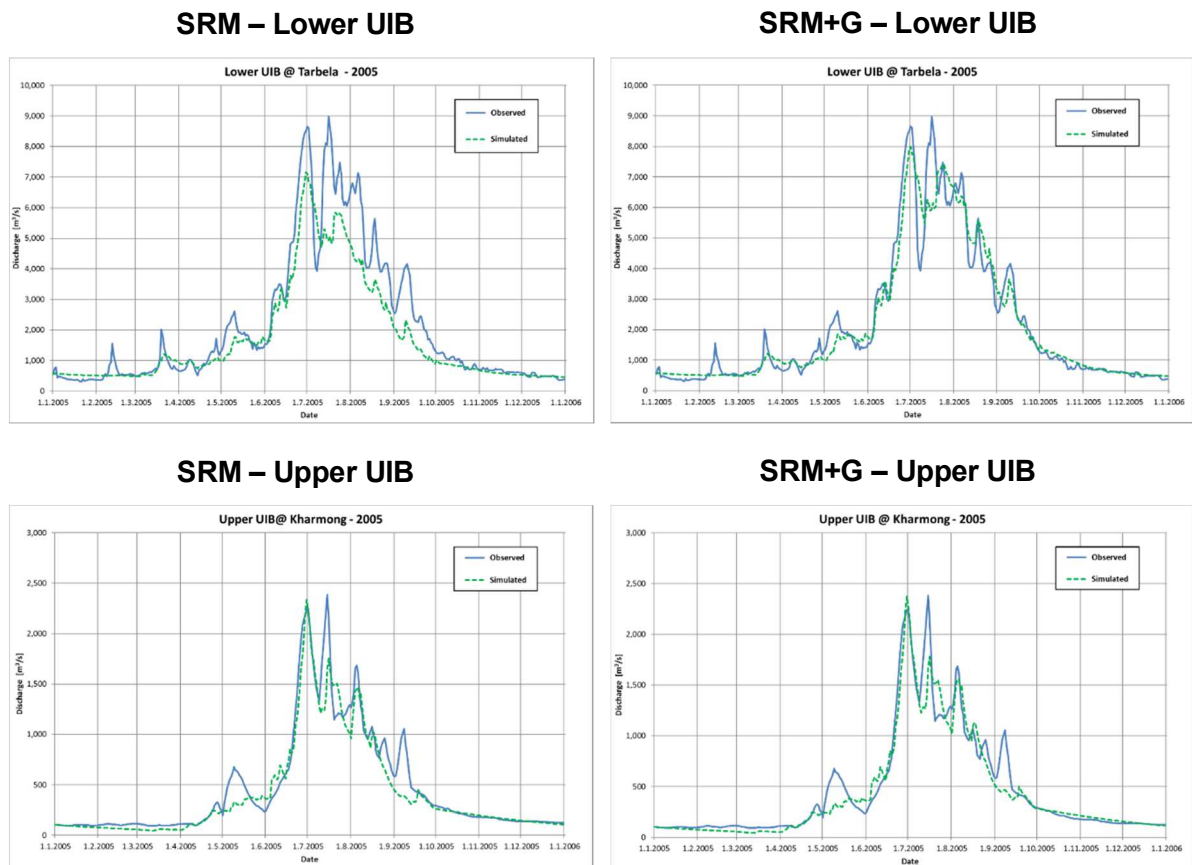 SRM – Lower UIB
SRM+G – Lower UIB
Lower UIB @ Tarbela - 2005
Discharge [m³/s]
10,000
9,000
8,000
7,000
6,000
5,000
4,000
3,000
2,000
1,000
0
Observed
Simulated
1.1.2005 1.2.2005 1.3.2005 1.4.2005 1.5.2005 1.6.2005 1.7.2005 1.8.2005 1.9.2005 1.10.2005 1.11.2005 1.12.2005 1.1.2006
Date
Lower UIB @ Tarbela - 2005
Discharge [m³/s]
10,000
9,000
8,000
7,000
6,000
5,000
4,000
3,000
2,000
1,000
0
Observed
Simulated
1.1.2005 1.2.2005 1.3.2005 1.4.2005 1.5.2005 1.6.2005 1.7.2005 1.8.2005 1.9.2005 1.10.2005 1.11.2005 1.12.2005 1.1.2006
Date
SRM – Upper UIB
SRM+G – Upper UIB
Upper UIB@ Kharmong - 2005
Discharge [m³/s]
3,000
2,500
2,000
1,500
1,000
500
0
Observed
Simulated
1.1.2005 1.2.2005 1.3.2005 1.4.2005 1.5.2005 1.6.2005 1.7.2005 1.8.2005 1.9.2005 1.10.2005 1.11.2005 1.12.2005 1.1.2006
Date
Upper UIB @ Kharmong - 2005
Discharge [m³/s]
3,000
2,500
2,000
1,500
1,000
500
0
Observed
Simulated
1.1.2005 1.2.2005 1.3.2005 1.4.2005 1.5.2005 1.6.2005 1.7.2005 1.8.2005 1.9.2005 1.10.2005 1.11.2005 1.12.2005 1.1.2006
Date